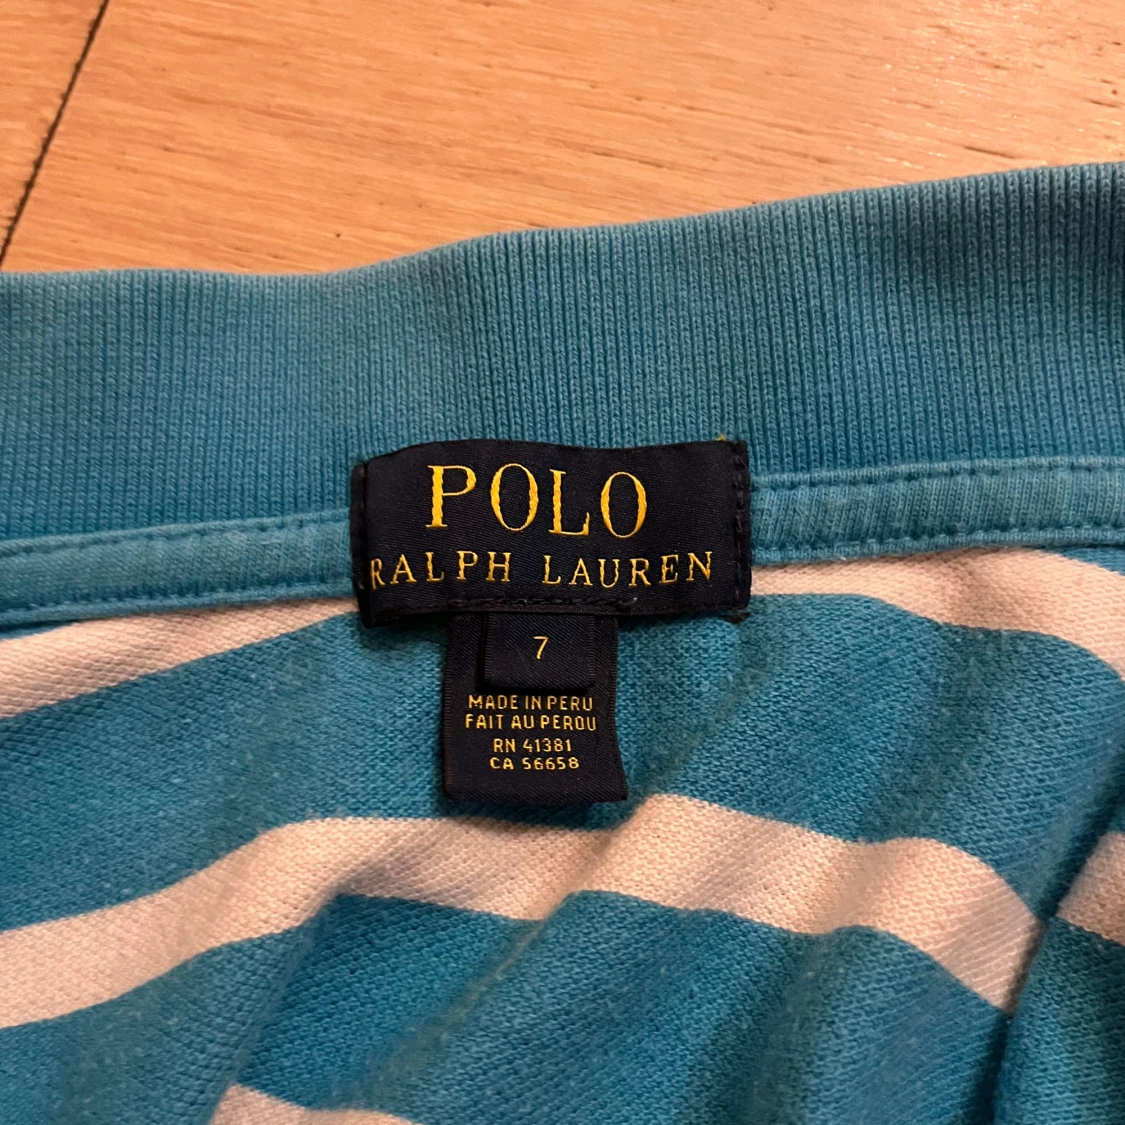 POLO
RALPH LAUREN
7
MADE IN PERU
FAIT AU PEROU
RN 41381
CA 56658